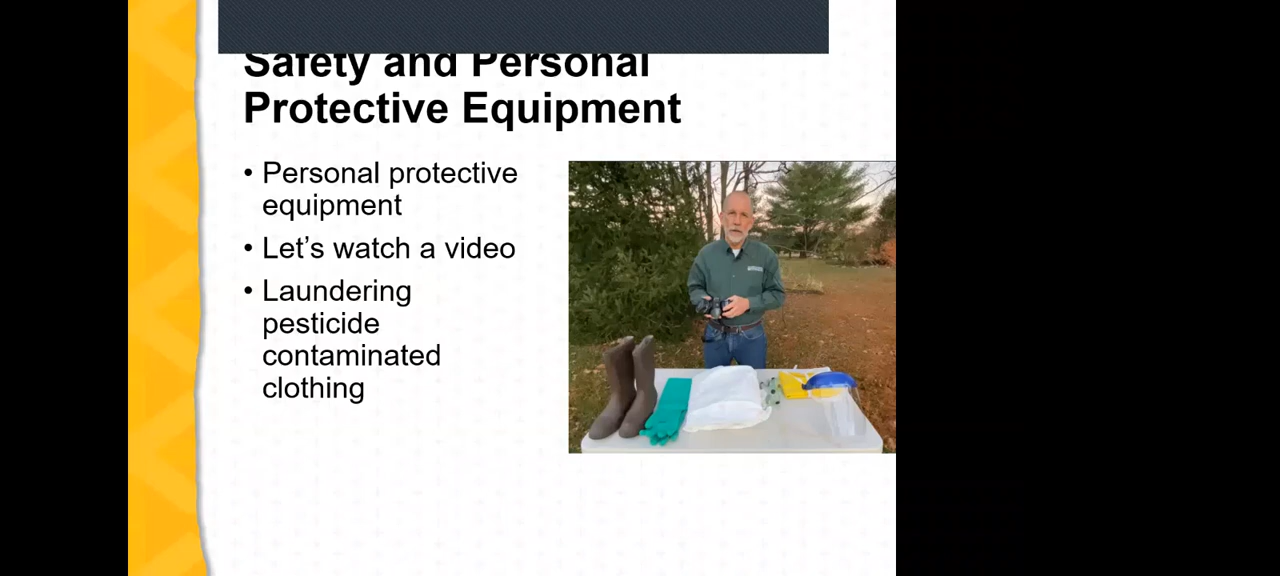 Safety and Personal
Protective Equipment
• Personal protective
equipment
• Let's watch a video
• Laundering
pesticide
contaminated
clothing